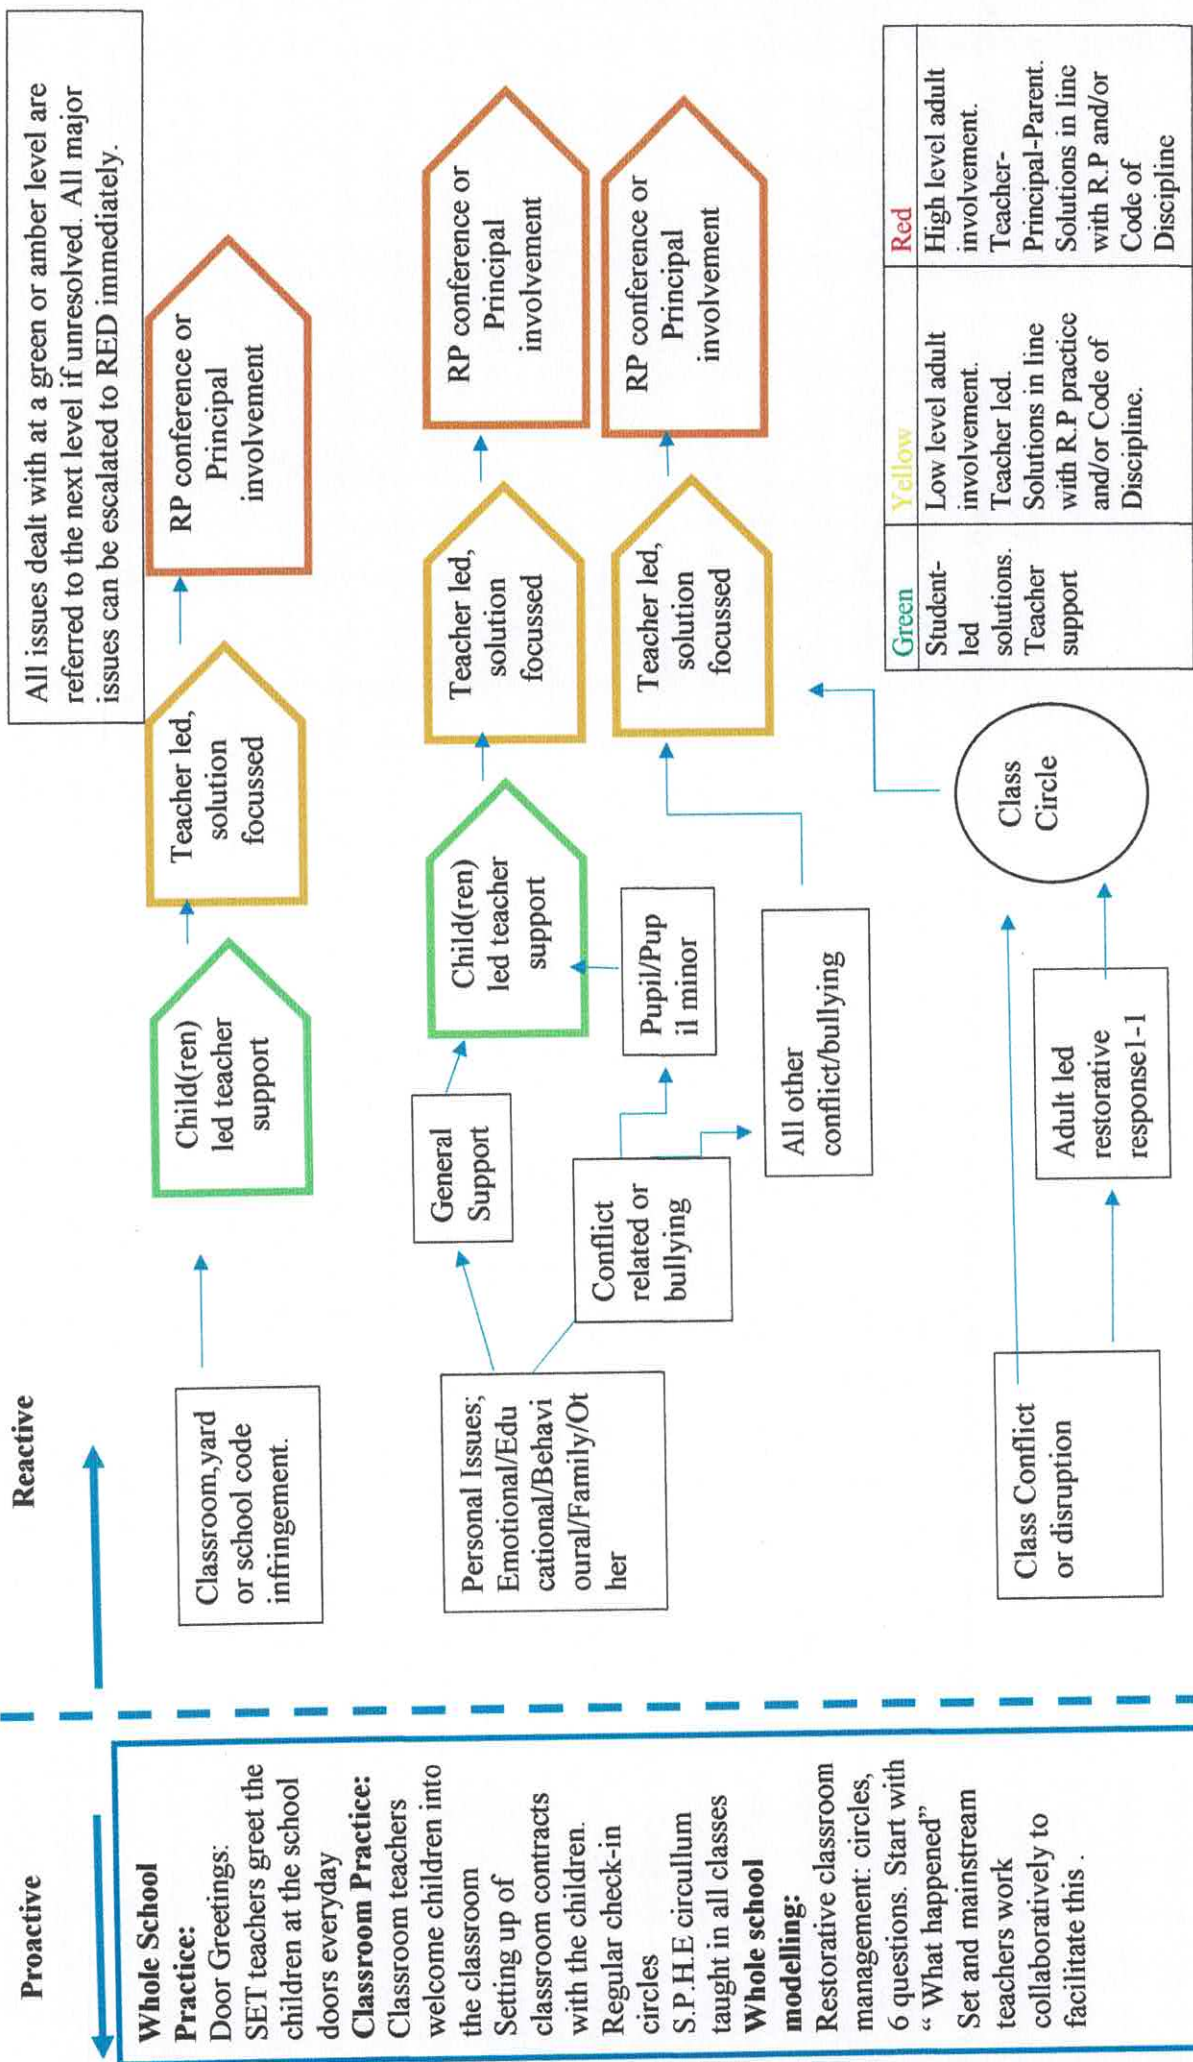 Proactive
Reactive
Whole School
Practice:
Door Greetings:
SET teachers greet the
children at the school
doors everyday
Classroom Practice:
Classroom teachers
welcome children into
the classroom
Setting up of
classroom contracts
with the children.
Regular check-in
circles
S.P.H.E circullum
taught in all classes
Whole school
modelling:
Restorative classroom
management: circles,
6 questions. Start with
“ What happened”
Set and mainstream
teachers work
collaboratively to
facilitate this .
All issues dealt with at a green or amber level are
referred to the next level if unresolved. All major
issues can be escalated to RED immediately.
Classroom,yard
or school code
infringement.
Child(ren)
led teacher
support
Teacher led,
solution
focussed
RP conference or
Principal
involvement
Personal Issues;
Emotional/Edu
cational/Behavi
oural/Family/Ot
her
General
Support
Child(ren)
led teacher
support
Teacher led,
solution
focussed
RP conference or
Principal
involvement
Conflict
related or
bullying
Pupil/Pup
il minor
All other
conflict/bullying
Teacher led,
solution
focussed
RP conference or
Principal
involvement
Class Conflict
or disruption
Adult led
restorative
response1-1
Class
Circle
Green
Student-
led
solutions.
Teacher
support
Yellow
Low level adult
involvement.
Teacher led.
Solutions in line
with R.P practice
and/or Code of
Discipline.
Red
High level adult
involvement.
Teacher-
Principal-Parent.
Solutions in line
with R.P and/or
Code of
Discipline